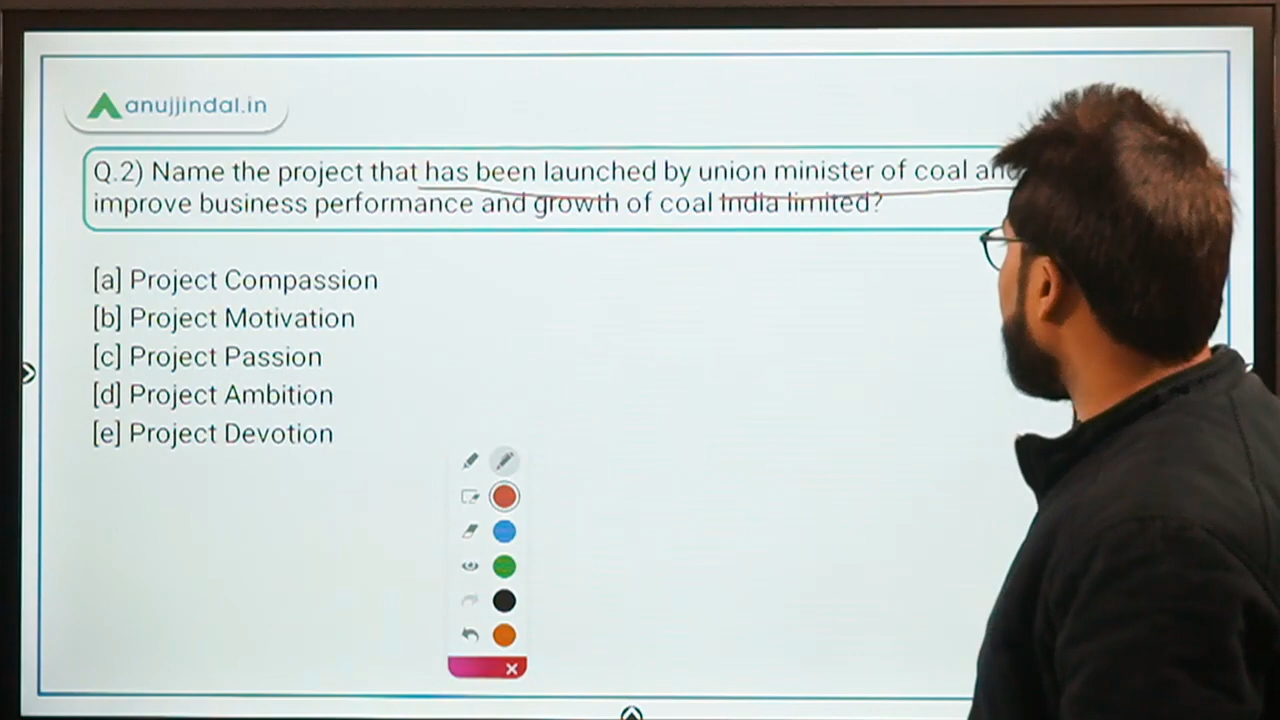 anujjindal.in
Q.2) Name the project that has been launched by union minister of coal and
improve business performance and growth of coal India limited?
[a] Project Compassion
[b] Project Motivation
[c] Project Passion
[d] Project Ambition
[e] Project Devotion